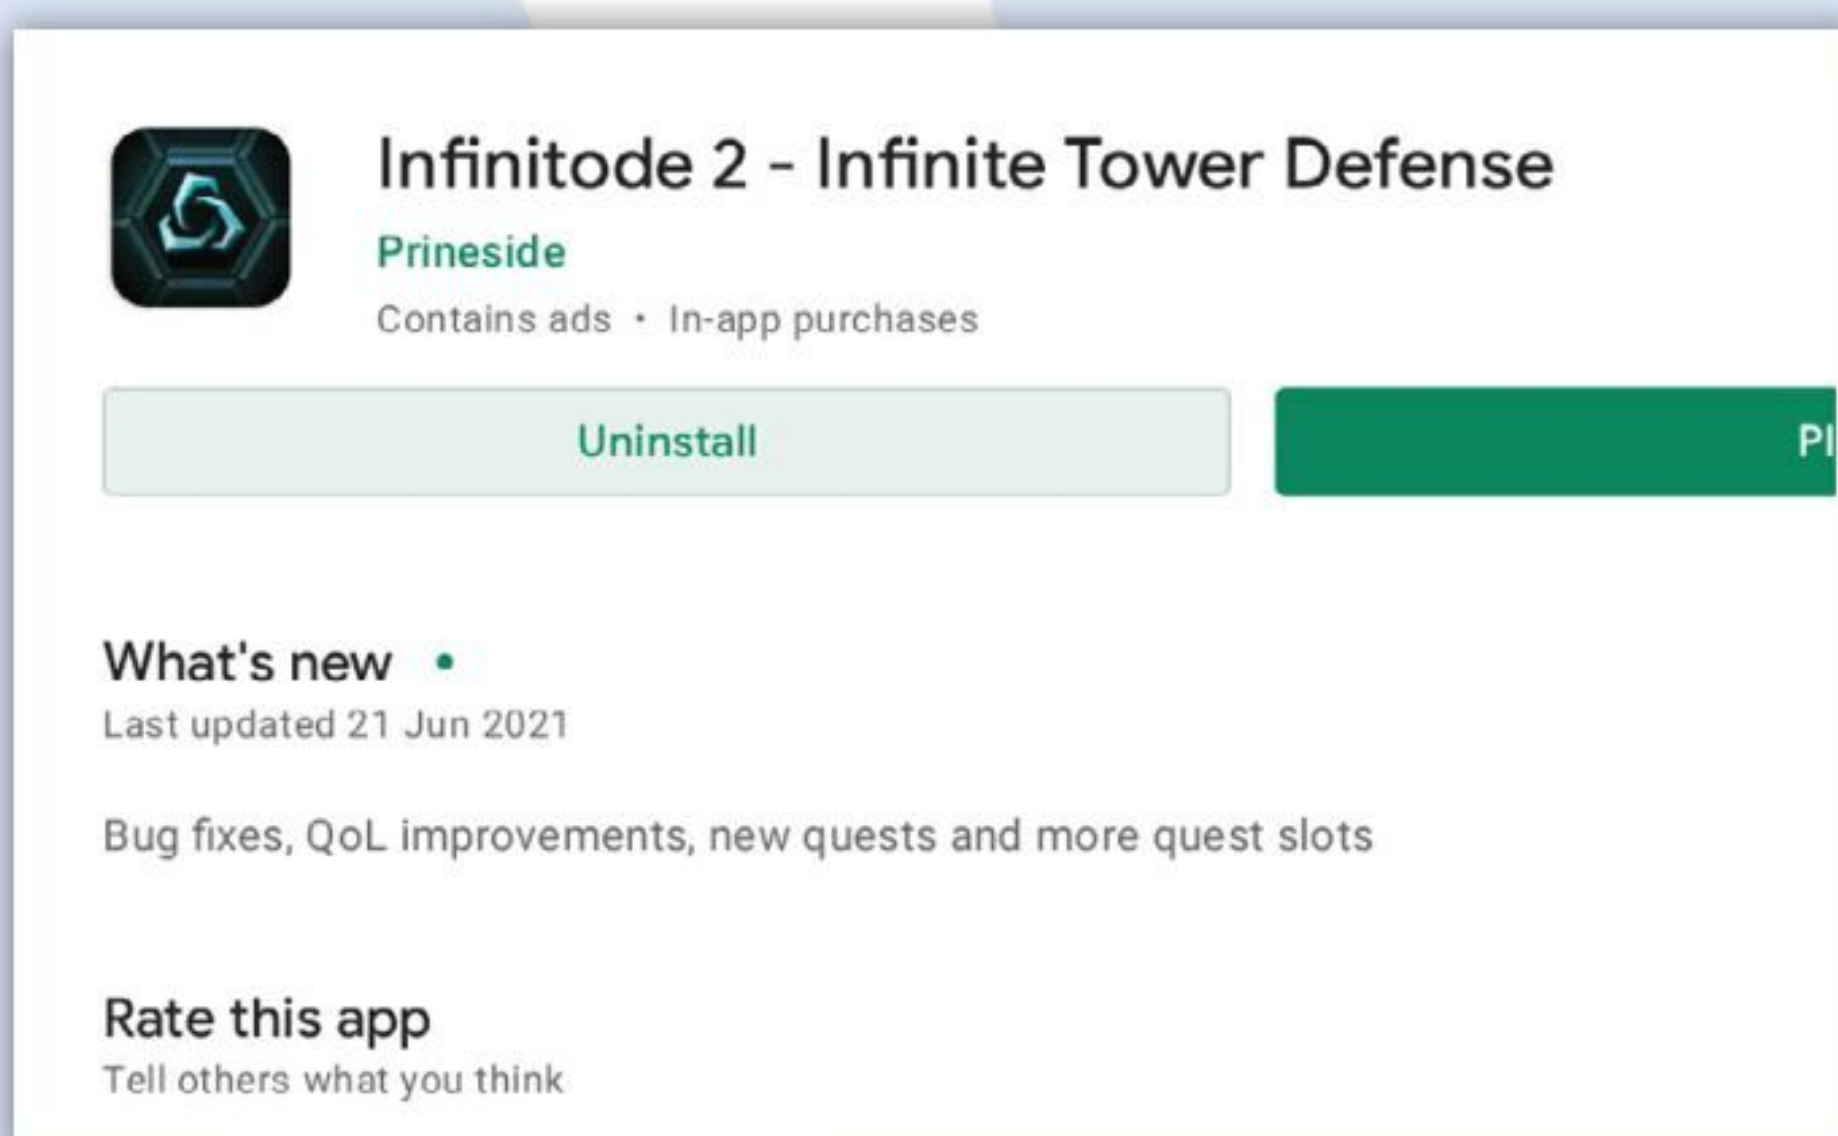 Infinitode 2 - Infinite Tower Defense
Prineside
Contains ads • In-app purchases
Uninstall
Pl
What's new •
Last updated 21 Jun 2021
Bug fixes, QoL improvements, new quests and more quest slots
Rate this app
Tell others what you think